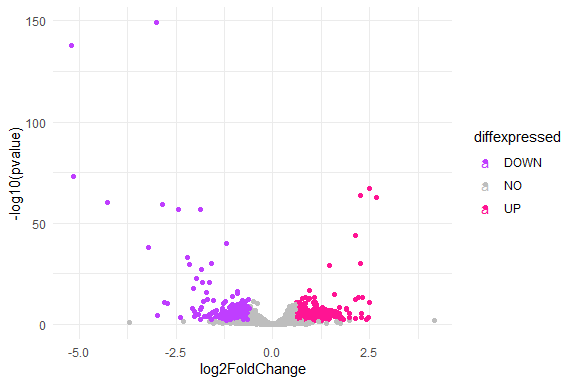 150
100
50
0
-log10(pvalue)
-5.0
-2.5
0.0
2.5
log2FoldChange
diffexpressed
a DOWN
a NO
a UP